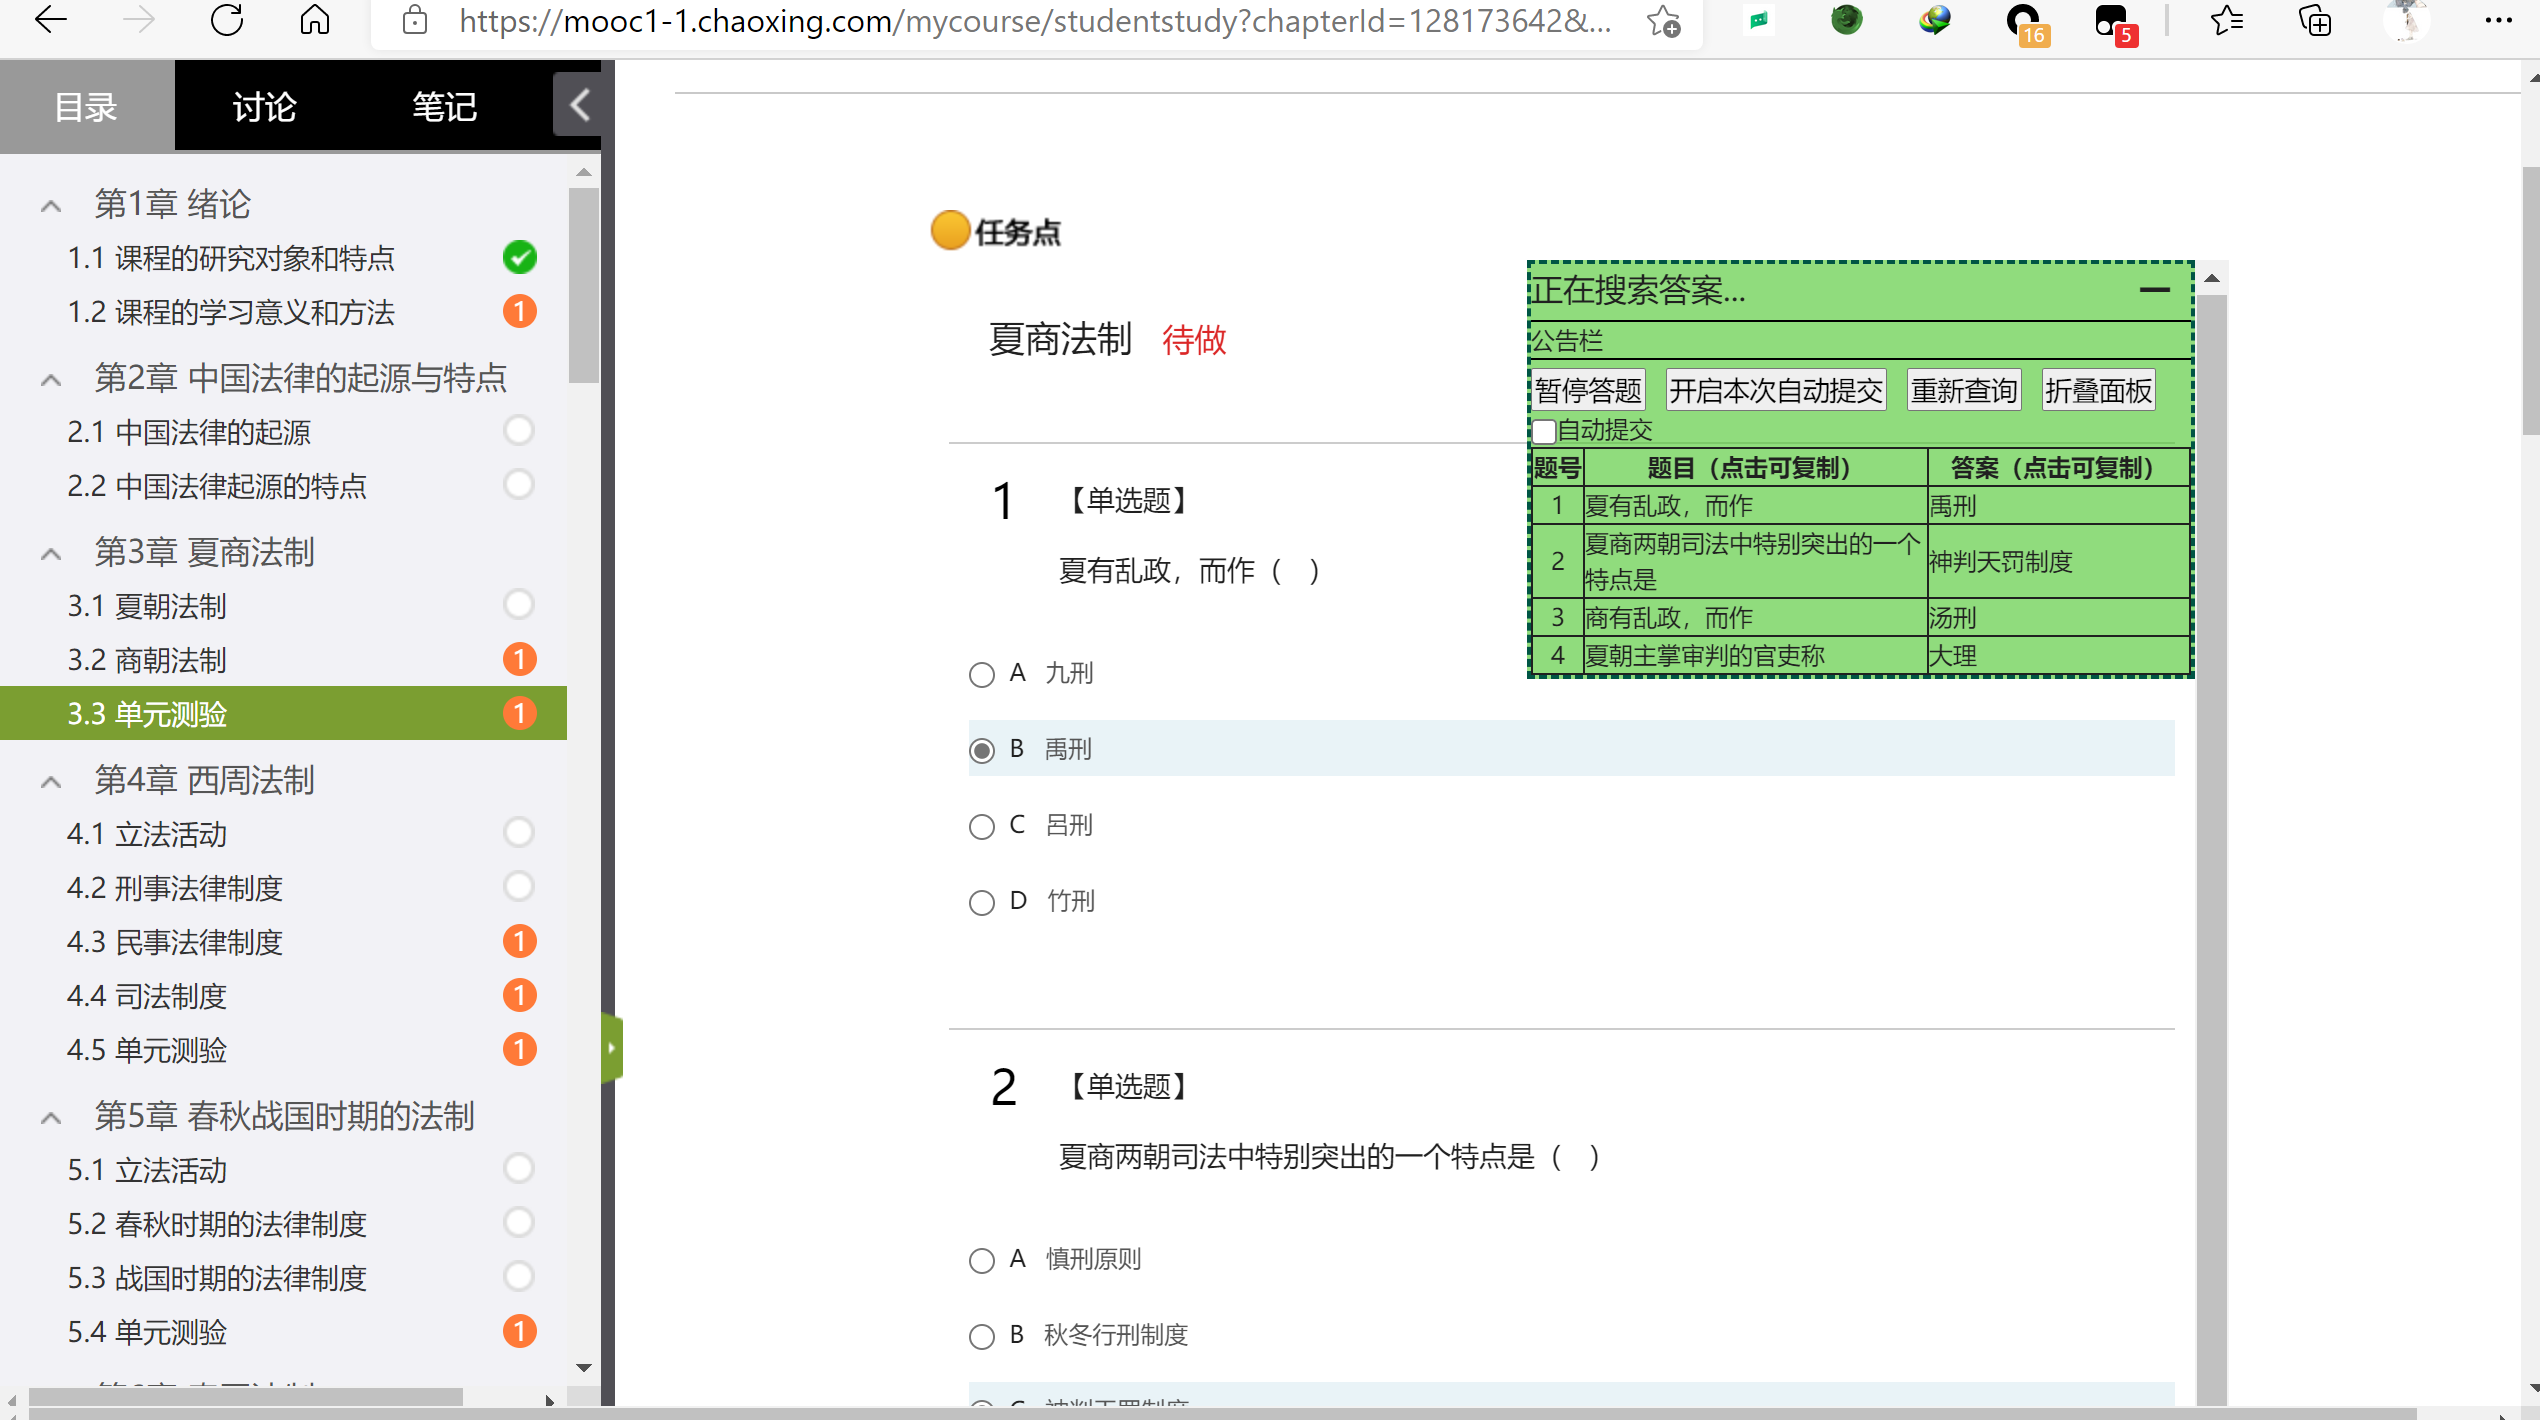 https://mooc1-1.chaoxing.com/mycourse/studentstudy?chapterId=128173642&...
16
5
目录
讨论
笔记
第1章 绪论
1.1 课程的研究对象和特点
1.2 课程的学习意义和方法
1
第2章 中国法律的起源与特点
2.1 中国法律的起源
2.2 中国法律起源的特点
第3章 夏商法制
3.1 夏朝法制
3.2 商朝法制
1
3.3 单元测验
1
第4章 西周法制
4.1 立法活动
4.2 刑事法律制度
4.3 民事法律制度
1
4.4 司法制度
1
4.5 单元测验
1
第5章 春秋战国时期的法制
5.1 立法活动
5.2 春秋时期的法律制度
5.3 战国时期的法律制度
5.4 单元测验
1
任务点
夏商法制 待做
1 【单选题】
夏有乱政，而作（ ）
A 九刑
B 禹刑
C 吕刑
D 竹刑
2 【单选题】
夏商两朝司法中特别突出的一个特点是（ ）
A 慎刑原则
B 秋冬行刑制度
C 神判天罚制度
正在搜索答案...
公告栏
暂停答题 开启本次自动提交 重新查询 折叠面板
自动提交
题号 题目（点击可复制） 答案（点击可复制）
1 夏有乱政，而作 禹刑
2 夏商两朝司法中特别突出的一个特点是 神判天罚制度
3 商有乱政，而作 汤刑
4 夏朝主掌审判的官吏称 大理